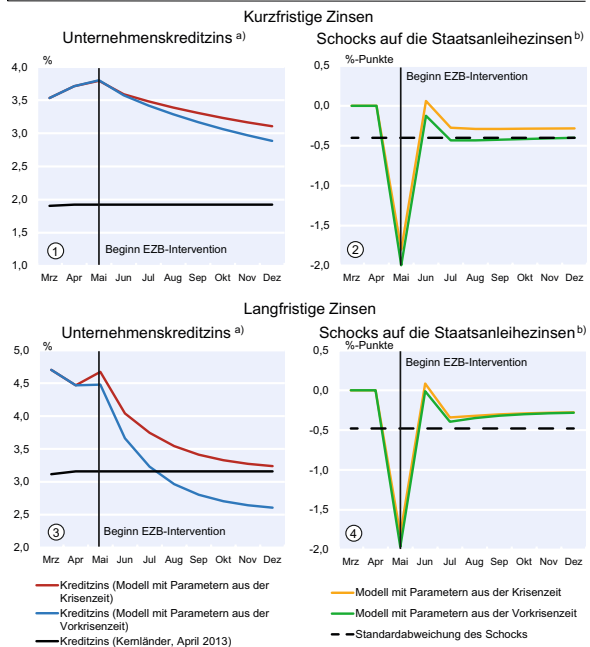 Kurzfristige Zinsen
Unternehmenskreditzins a)
%
4,0
3,5
3,0
2,5
2,0
1,5
1,0
1
Beginn EZB-Intervention
Mrz Apr Mai Jun Jul Aug Sep Okt Nov Dez
Schocks auf die Staatsanleihezinsen b)
%-Punkte
Beginn EZB-Intervention
0,5
0,0
-0,5
-1,0
-1,5
-2,0
2
Mrz Apr Mai Jun Jul Aug Sep Okt Nov Dez
Langfristige Zinsen
Unternehmenskreditzins a)
%
5,0
4,5
4,0
3,5
3,0
2,5
2,0
3
Beginn EZB-Intervention
Mrz Apr Mai Jun Jul Aug Sep Okt Nov Dez
Schocks auf die Staatsanleihezinsen b)
%-Punkte
Beginn EZB-Intervention
0,5
0,0
-0,5
-1,0
-1,5
-2,0
4
Mrz Apr Mai Jun Jul Aug Sep Okt Nov Dez
Kreditzins (Modell mit Parametern aus der
Krisenzeit)
Kreditzins (Modell mit Parametern aus der
Vorkrisenzeit)
Kreditzins (Kernländer, April 2013)
Modell mit Parametern aus der Krisenzeit
Modell mit Parametern aus der Vorkrisenzeit
Standardabweichung des Schocks